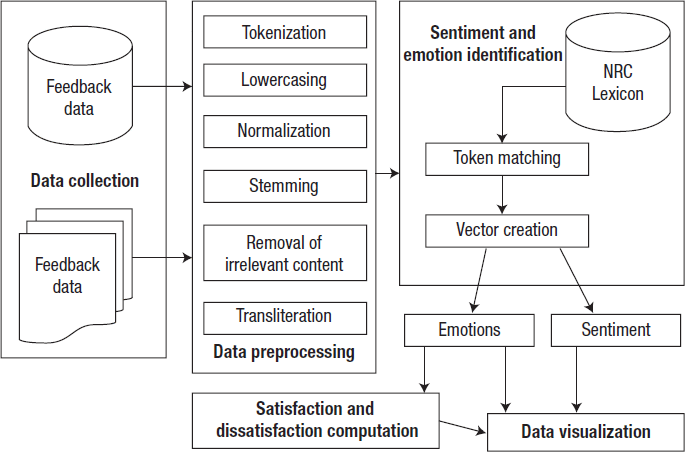 Feedback
data
Data collection
Feedback
data
Tokenization
Lowercasing
Normalization
Stemming
Removal of
irrelevant content
Transliteration
Data preprocessing
Sentiment and
emotion identification
NRC
Lexicon
Token matching
Vector creation
Emotions
Sentiment
Satisfaction and
dissatisfaction computation
Data visualization